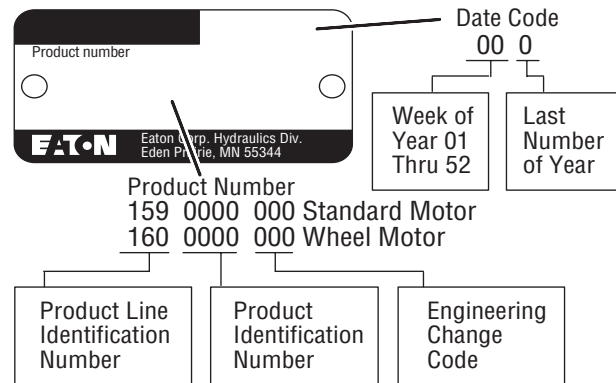 Date Code
00 0
Product number
Week of
Year 01
Thru 52
Last
Number
of Year
EATON
Eaton Corp. Hydraulics Div.
Eden Prairie, MN 55344
Product Number
159 0000 000 Standard Motor
160 0000 000 Wheel Motor
Product Line
Identification
Number
Product
Identification
Number
Engineering
Change
Code